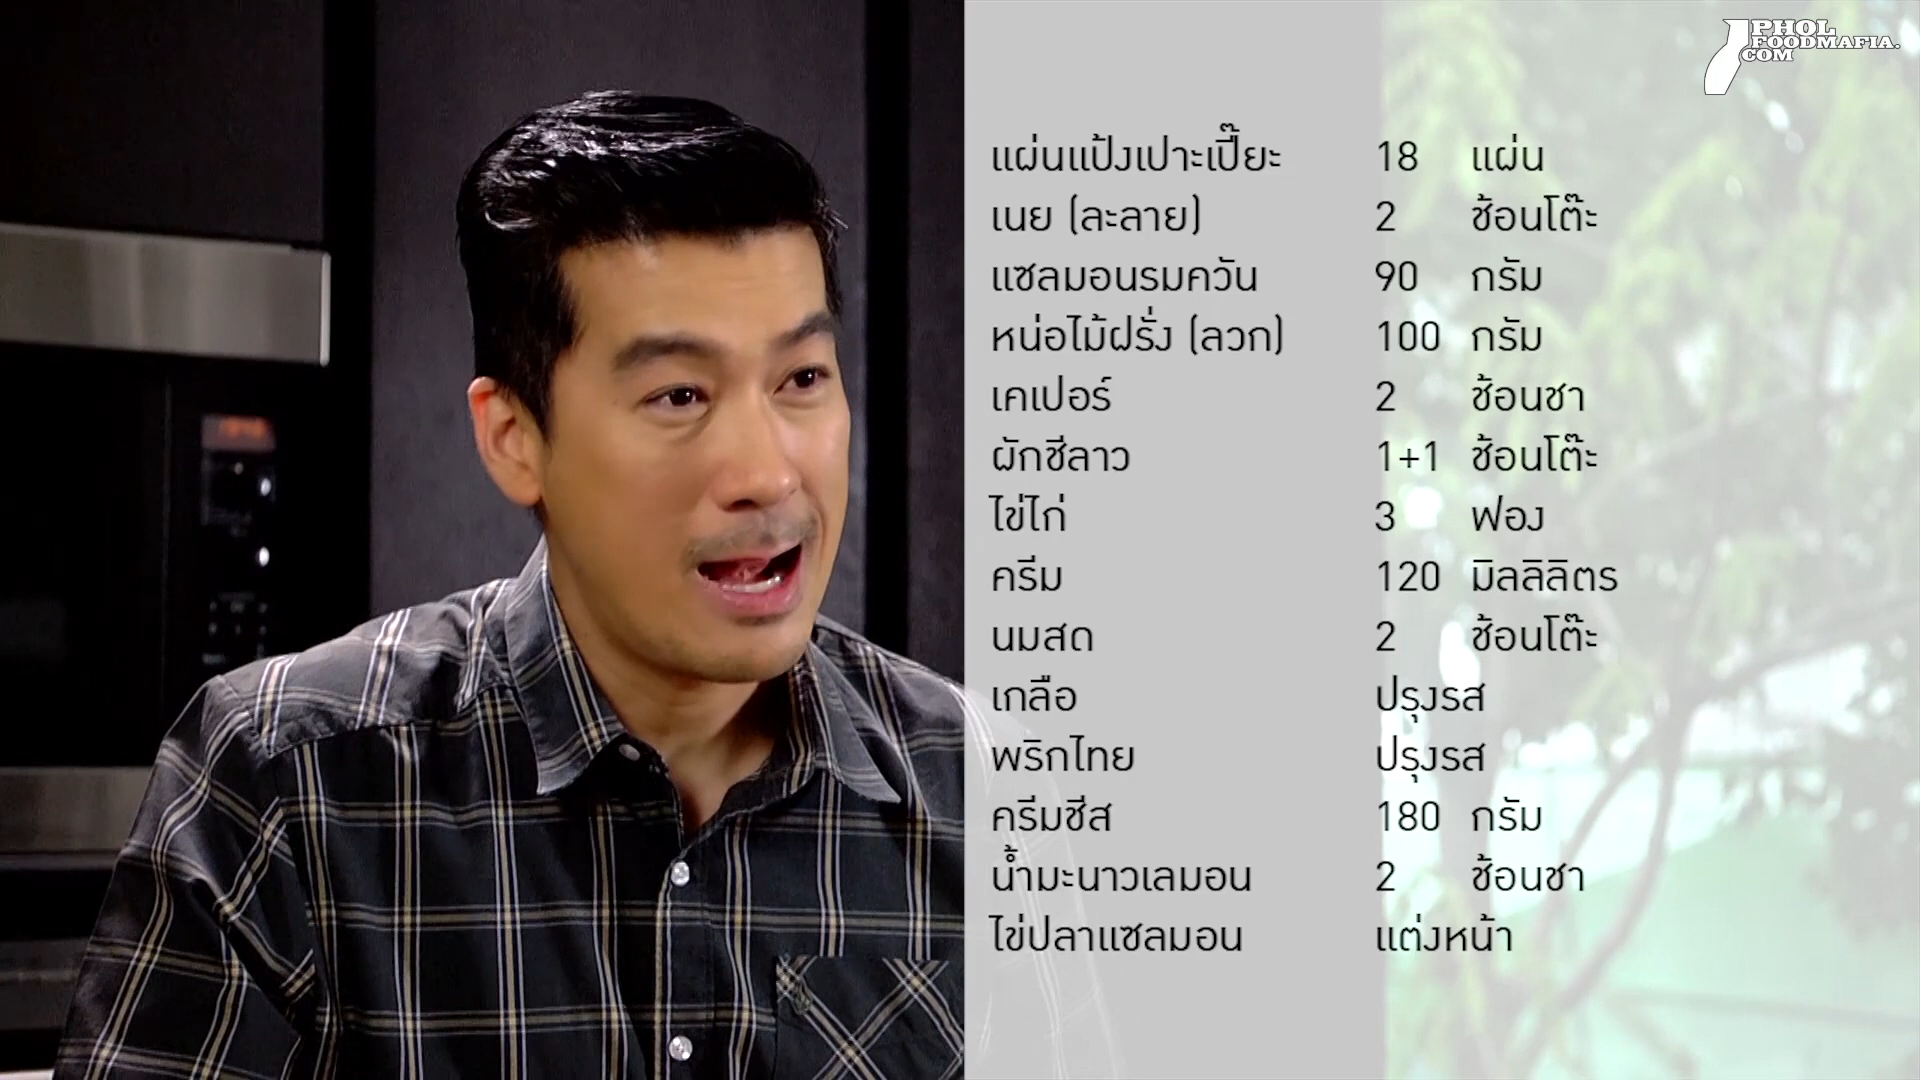 PHOL
FOODMAFIA.
COM
แผ่นแป้งเปาะเปี๊ยะ 18 แผ่น
เนย (ละลาย) 2 ช้อนโต๊ะ
แซลมอนรมควัน 90 กรัม
หน่อไม้ฝรั่ง (ลวก) 100 กรัม
เคเปอร์ 2 ช้อนชา
ผักชีลาว 1+1 ช้อนโต๊ะ
ไข่ไก่ 3 ฟอง
ครีม 120 มิลลิลิตร
นมสด 2 ช้อนโต๊ะ
เกลือ ปรุงรส
พริกไทย ปรุงรส
ครีมชีส 180 กรัม
น้ำมะนาวเลมอน 2 ช้อนชา
ไข่ปลาแซลมอน แต่งหน้า